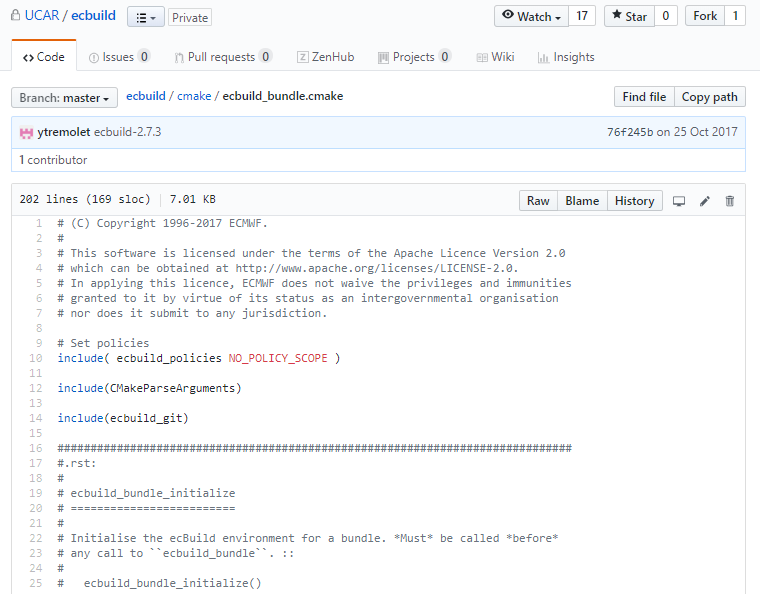 UCAR / ecbuild Private Watch 17 Star 0 Fork 1
Code Issues 0 Pull requests 0 ZenHub Projects 0 Wiki Insights
Branch: master ecbuild / cmake / ecbuild_bundle.cmake Find file Copy path
ytremolet ecbuild-2.7.3 76f245b on 25 Oct 2017
1 contributor
202 lines (169 sloc) 7.01 KB Raw Blame History
1 # (C) Copyright 1996-2017 ECMWF.
2 #
3 # This software is licensed under the terms of the Apache Licence Version 2.0
4 # which can be obtained at http://www.apache.org/licenses/LICENSE-2.0.
5 # In applying this licence, ECMWF does not waive the privileges and immunities
6 # granted to it by virtue of its status as an intergovernmental organisation
7 # nor does it submit to any jurisdiction.
8
9 # Set policies
10 include( ecbuild_policies NO_POLICY_SCOPE )
11
12 include(CMakeParseArguments)
13
14 include(ecbuild_git)
15
16 ##############################################################################
17 #.rst:
18 #
19 # ecbuild_bundle_initialize
20 # =========================
21 #
22 # Initialise the ecBuild environment for a bundle. *Must* be called *before*
23 # any call to ``ecbuild_bundle``. ::
24 #
25 #   ecbuild_bundle_initialize()